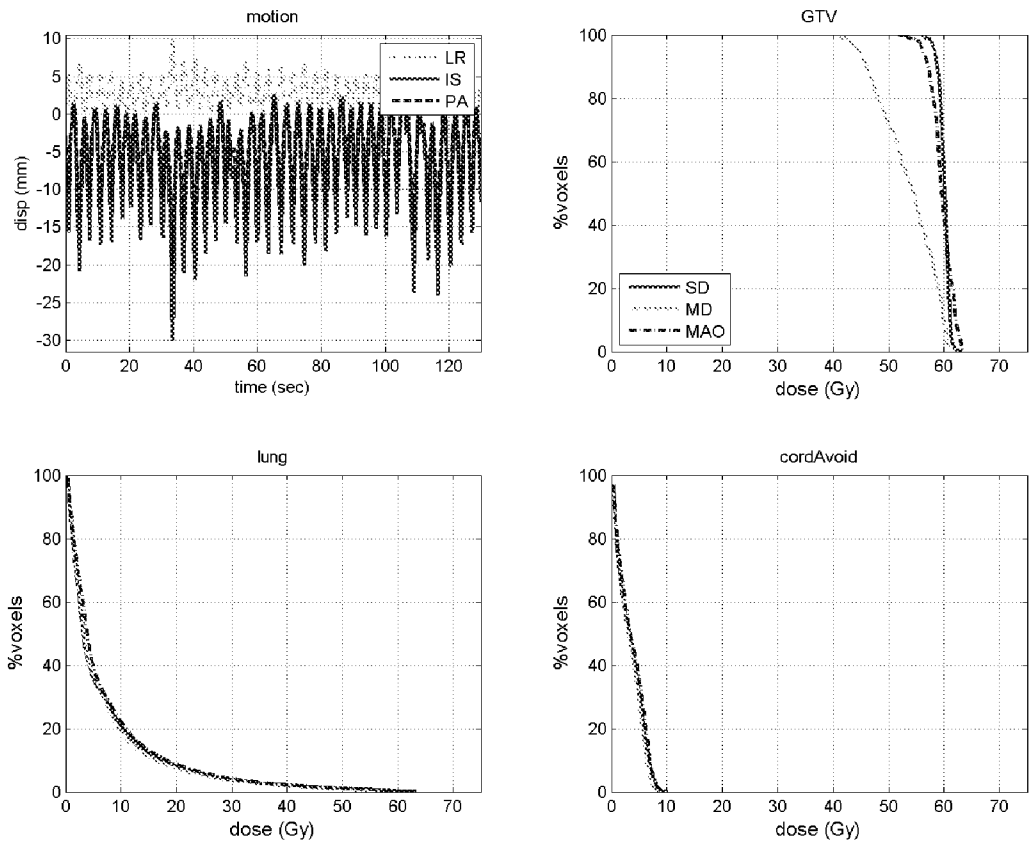 motion
10
5
0
-5
-10
-15
-20
-25
-30
disp (mm)
LR
IS
PA
0 20 40 60 80 100 120
time (sec)
GTV
100
80
60
40
20
0
%voxels
SD
MD
MAO
0 10 20 30 40 50 60 70
dose (Gy)
lung
100
80
60
40
20
0
%voxels
0 10 20 30 40 50 60 70
dose (Gy)
cordAvoid
100
80
60
40
20
0
%voxels
0 10 20 30 40 50 60 70
dose (Gy)